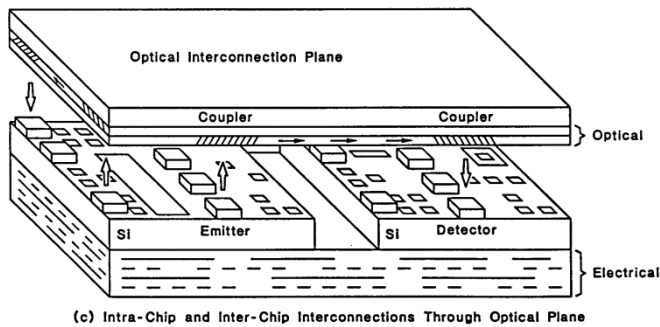 Optical Interconnection Plane
Coupler Coupler
Optical
Si Emitter Si Detector
Electrical
(c) Intra-Chip and Inter-Chip Interconnections Through Optical Plane